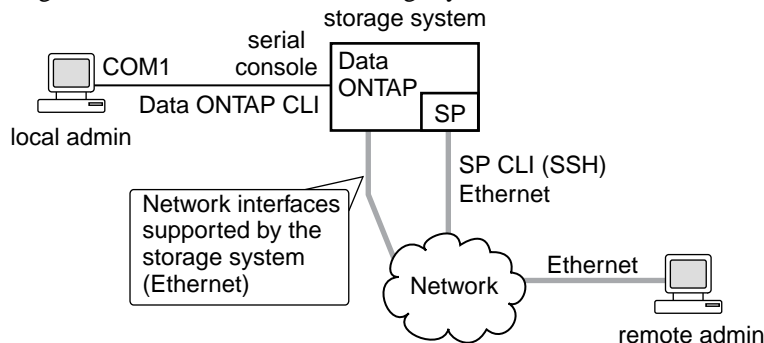 storage system
serial
console
COM1
Data ONTAP CLI
Data
ONTAP
SP
local admin
SP CLI (SSH)
Ethernet
Network interfaces
supported by the
storage system
(Ethernet)
Network
Ethernet
remote admin